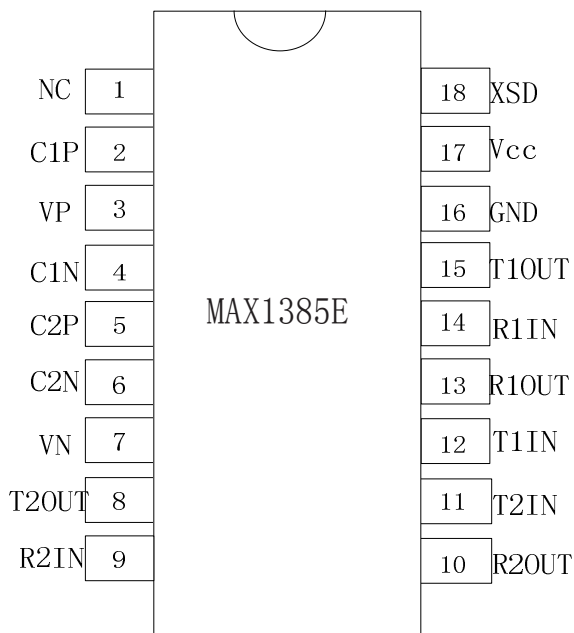 NC 1 18 XSD
C1P 2 17 Vcc
VP 3 16 GND
C1N 4 15 T1OUT
C2P 5 MAX1385E 14 R1IN
C2N 6 13 R1OUT
VN 7 12 T1IN
T2OUT 8 11 T2IN
R2IN 9 10 R2OUT